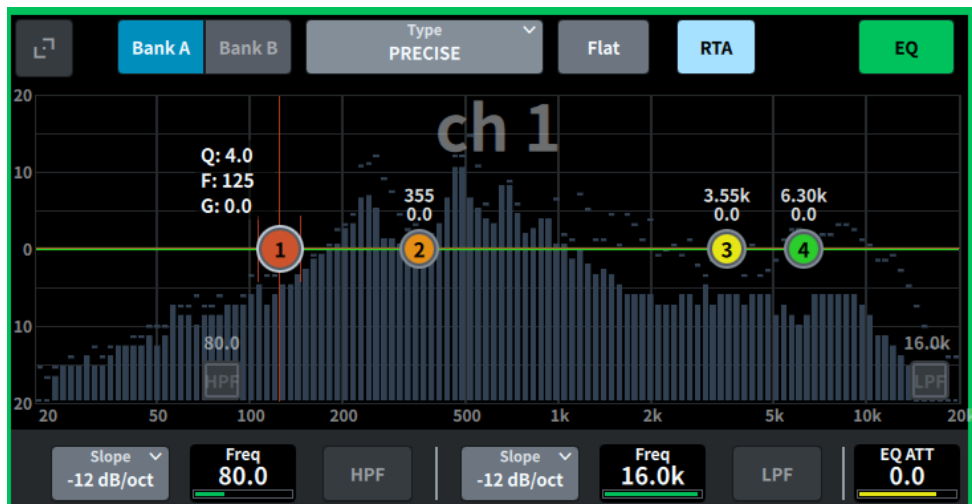 Bank A
Bank B
Type
PRECISE
Flat
RTA
EQ
ch 1
20
10
0
10
20
Q: 4.0
F: 125
G: 0.0
1
355
0.0
2
3.55k
0.0
3
6.30k
0.0
4
80.0
HPF
16.0k
LPF
20
50
100
200
500
1k
2k
5k
10k
20k
Slope
-12 dB/oct
Freq
80.0
HPF
Slope
-12 dB/oct
Freq
16.0k
LPF
EQ ATT
0.0